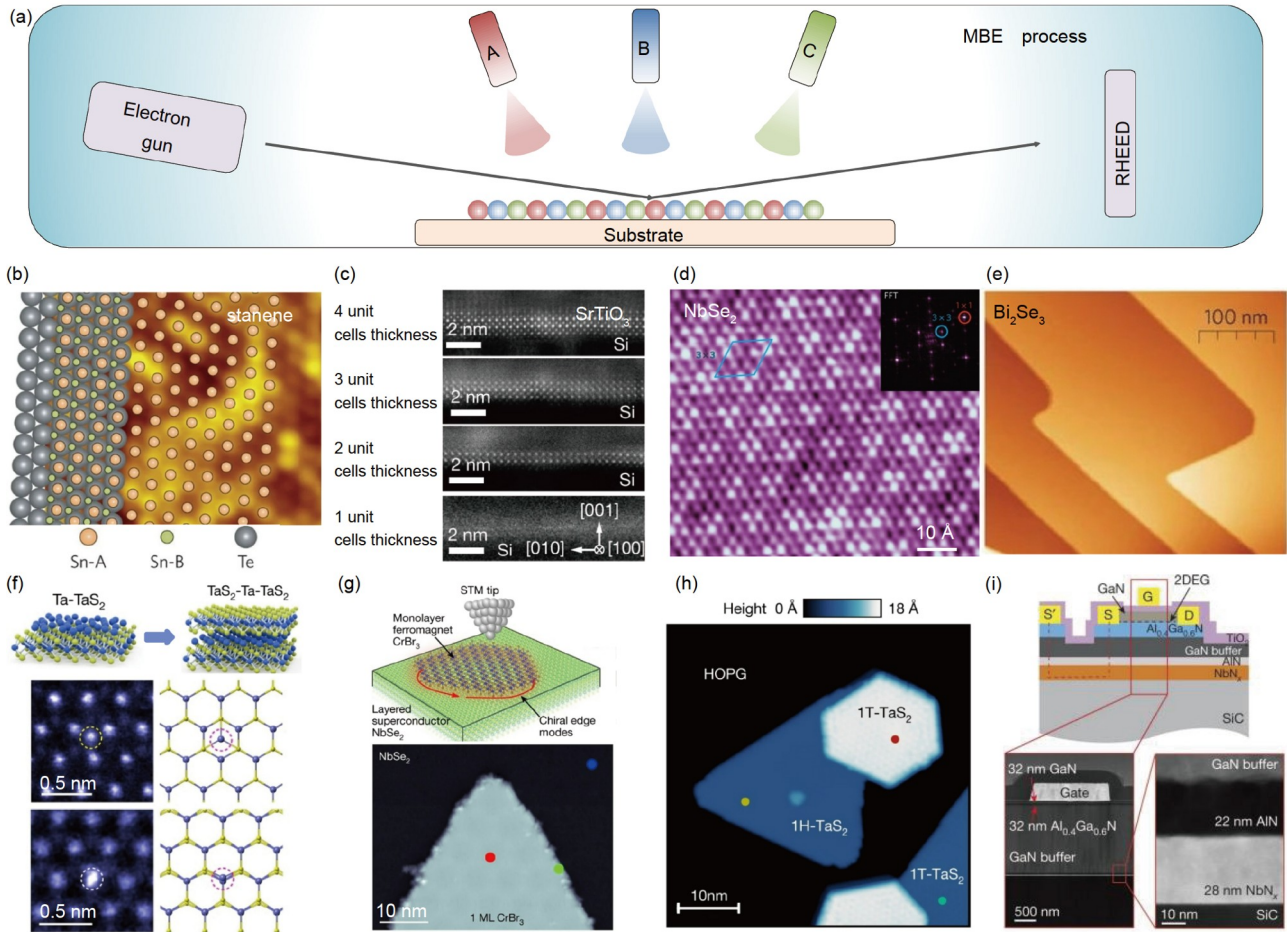 (a)
A
B
C
MBE process
Electron
gun
RHEED
Substrate
(b)
stanene
Sn-A
Sn-B
Te
(c)
4 unit
cells thickness
SrTiO₃
2 nm
Si
3 unit
cells thickness
2 nm
Si
2 unit
cells thickness
2 nm
Si
1 unit
cells thickness
[001]
2 nm
Si
[010]
[100]
(d)
NbSe₂
FFT
1×1
3×3
3×3
10 Å
(e)
Bi₂Se₃
100 nm
(f)
Ta-TaS₂
TaS₂-Ta-TaS₂
0.5 nm
0.5 nm
(g)
STM tip
Monolayer
ferromagnet
CrBr₃
Layered
superconductor
NbSe₂
Chiral edge
modes
NbSe₂
10 nm
1 ML CrBr₃
(h)
Height 0 Å 18 Å
HOPG
1T-TaS₂
1H-TaS₂
1T-TaS₂
10nm
(i)
2DEG
GaN
G
S'
S
D
Al₀.₄Ga₀.₆N
TiO
GaN buffer
AlN
NbNₓ
SiC
32 nm GaN
Gate
32 nm Al₀.₄Ga₀.₆N
GaN buffer
500 nm
GaN buffer
22 nm AlN
28 nm NbNₓ
10 nm
SiC